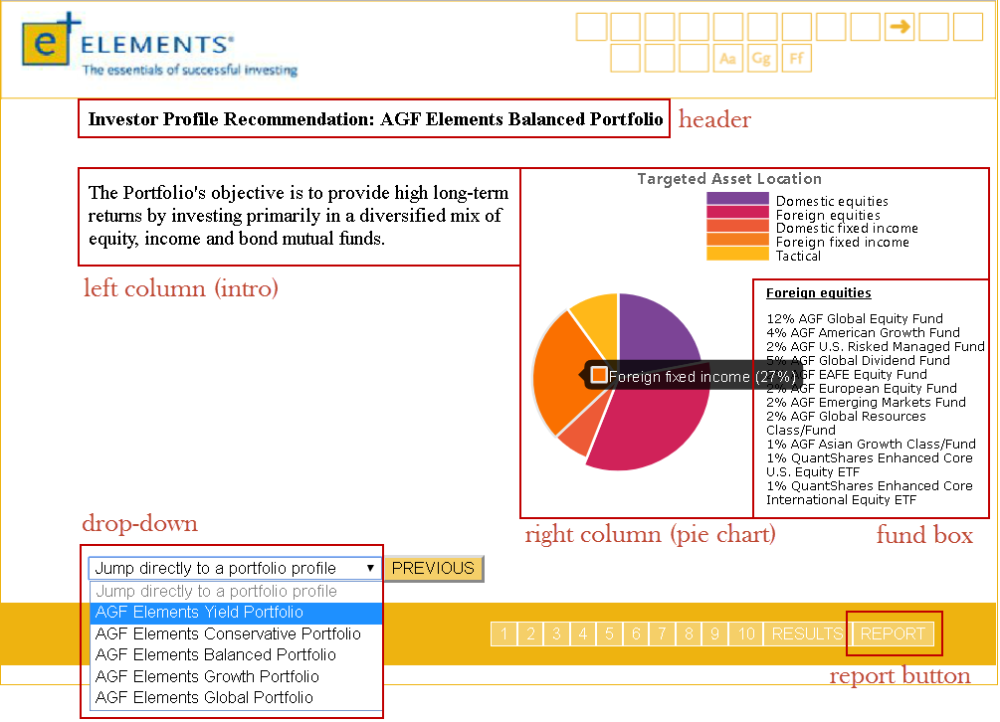 e+
ELEMENTS®
The essentials of successful investing
Aa Gg Ff
Investor Profile Recommendation: AGF Elements Balanced Portfolio
header
The Portfolio's objective is to provide high long-term
returns by investing primarily in a diversified mix of
equity, income and bond mutual funds.
left column (intro)
Targeted Asset Location
Domestic equities
Foreign equities
Domestic fixed income
Foreign fixed income
Tactical
Foreign fixed income (27%)
Foreign equities
12% AGF Global Equity Fund
4% AGF American Growth Fund
2% AGF U.S. Risked Managed Fund
5% AGF Global Dividend Fund
AGF EAFE Equity Fund
2% AGF European Equity Fund
2% AGF Emerging Markets Fund
2% AGF Global Resources
Class/Fund
1% AGF Asian Growth Class/Fund
1% QuantShares Enhanced Core
U.S. Equity ETF
1% QuantShares Enhanced Core
International Equity ETF
right column (pie chart)
fund box
drop-down
Jump directly to a portfolio profile
PREVIOUS
Jump directly to a portfolio profile
AGF Elements Yield Portfolio
AGF Elements Conservative Portfolio
AGF Elements Balanced Portfolio
AGF Elements Growth Portfolio
AGF Elements Global Portfolio
1 2 3 4 5 6 7 8 9 10 RESULTS REPORT
report button